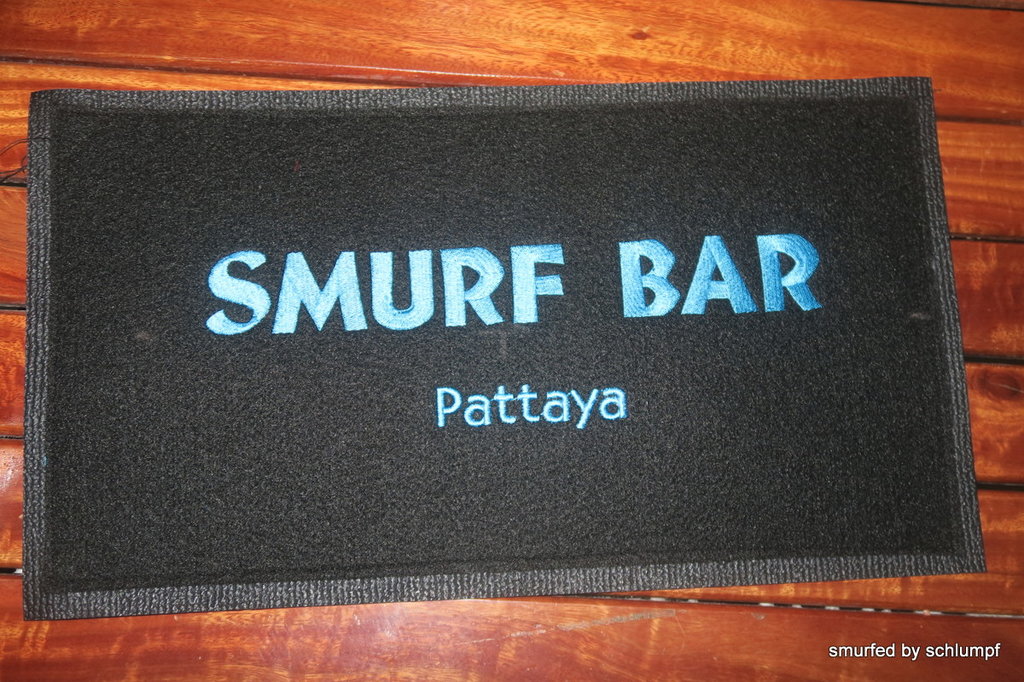 SMURF BAR
Pattaya
smurfed by schlumpf